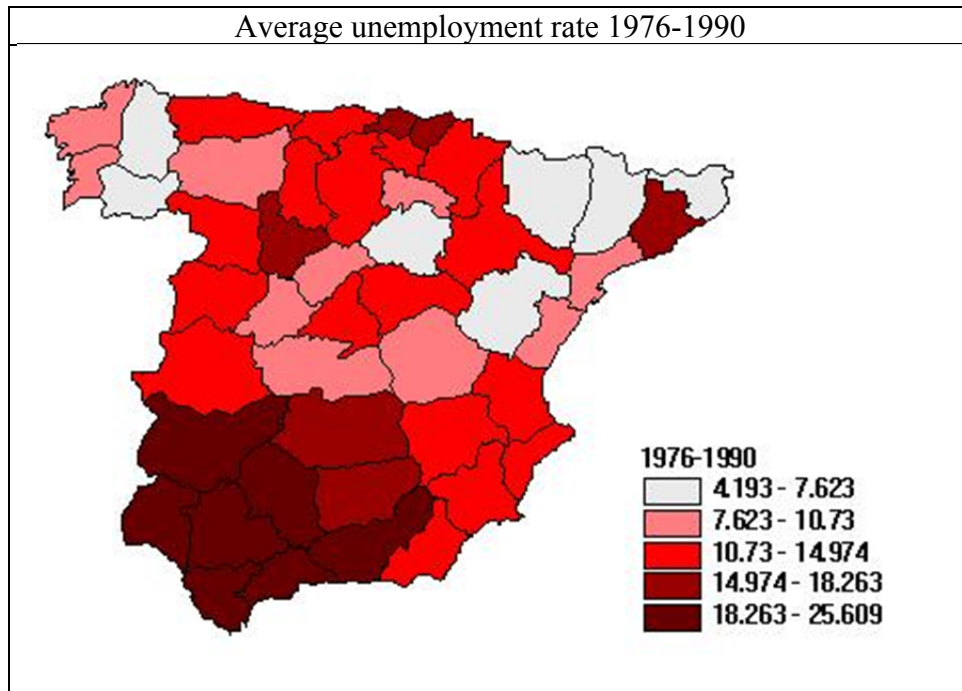 Average unemployment rate 1976-1990
1976-1990
4.193 - 7.623
7.623 - 10.73
10.73 - 14.974
14.974 - 18.263
18.263 - 25.609